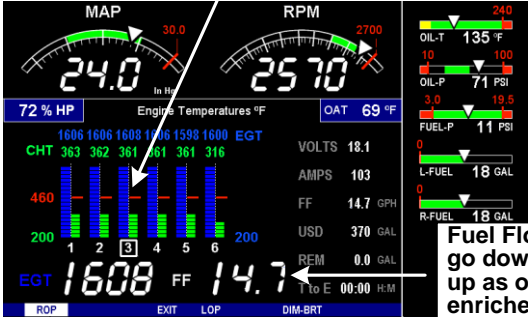 MAP
30.0
24.0 In Hg
RPM
2700
2570
240
OIL-T 135 ºF
10 100
OIL-P 71 PSI
3.0 19.5
FUEL-P 11 PSI
0
L-FUEL 18 GAL
0
R-FUEL 18 GAL
72 % HP Engine Temperatures ºF OAT 69 ºF
1606 1606 1608 1606 1598 1600 EGT
CHT 363 362 361 361 361 316
460
200 200
1 2 3 4 5 6
VOLTS 18.1
AMPS 103
FF 14.7 GPH
USD 370 GAL
REM 0.0 GAL
T to E 00:00 H:M
EGT 1608 FF 14.7
ROP EXIT LOP DIM-BRT
Fuel Flo
go dow
up as o
enriche